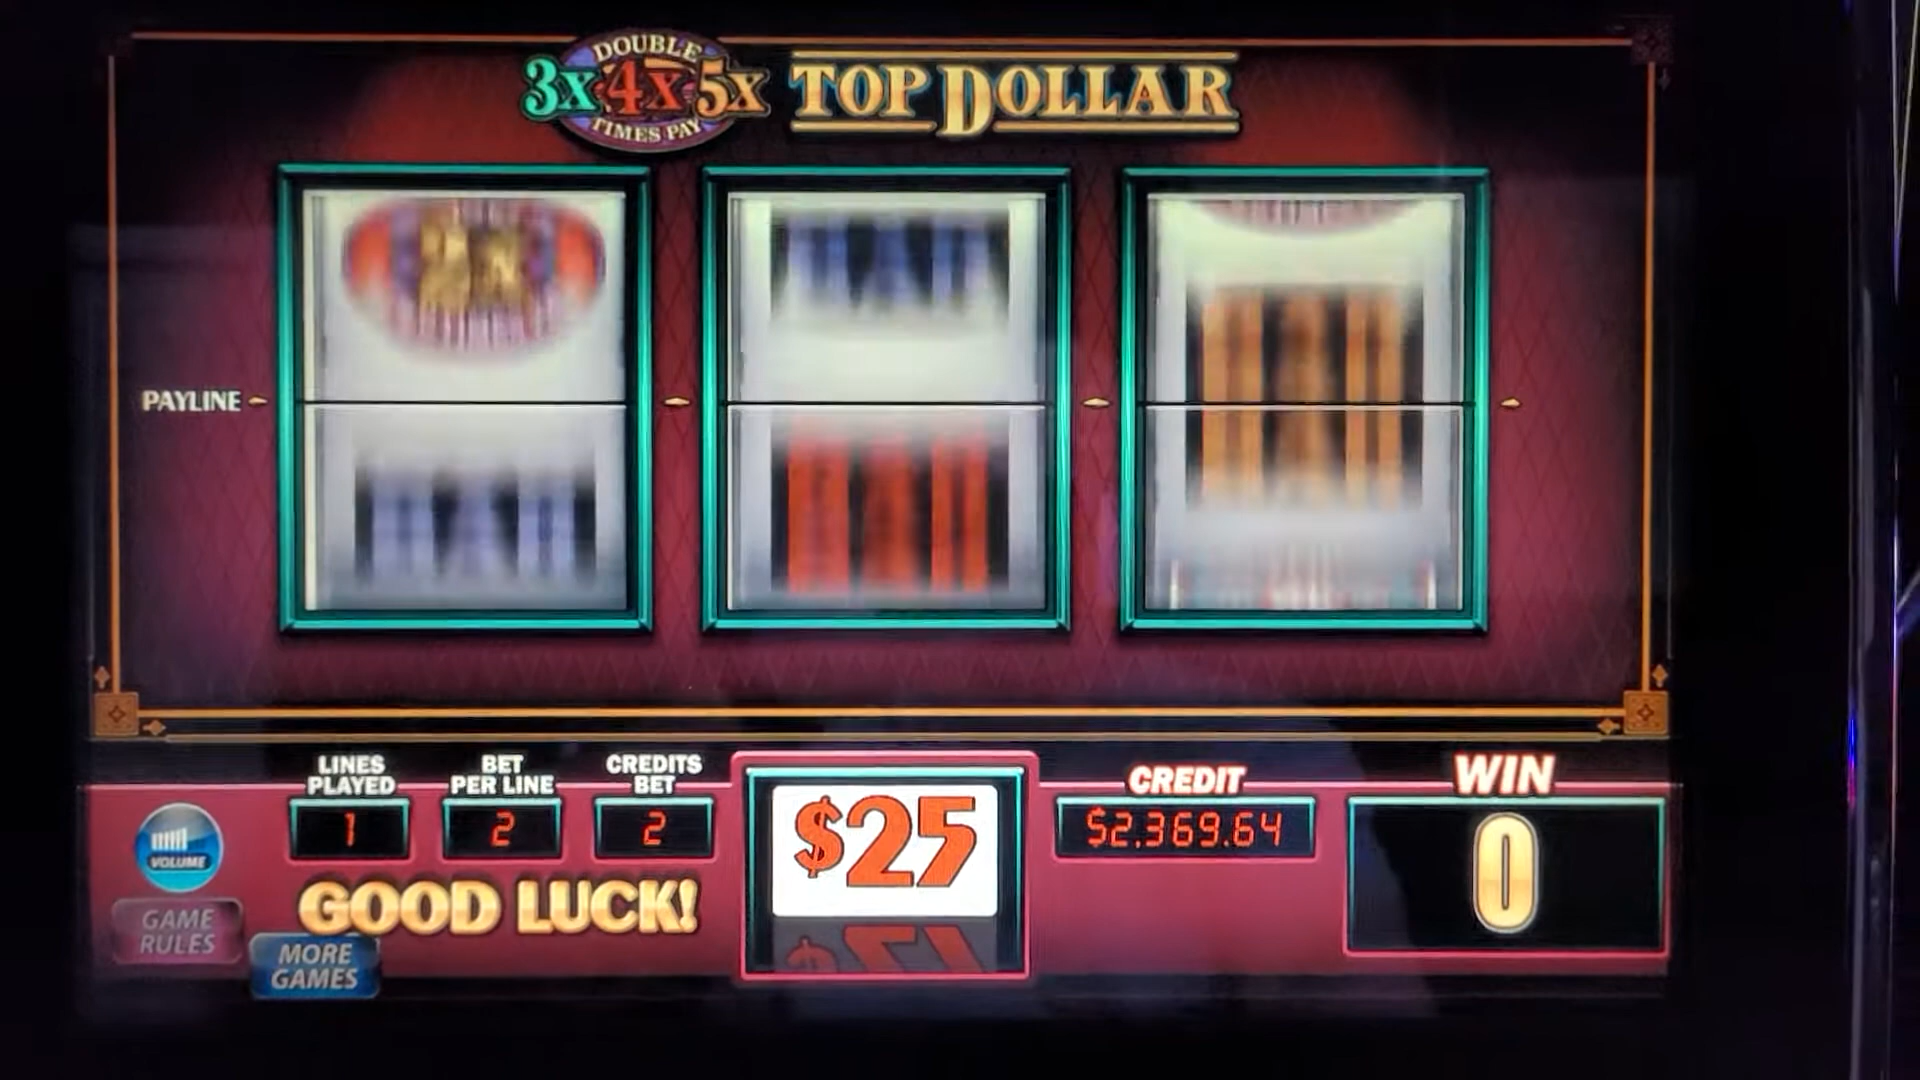 DOUBLE
3x 4x 5x
TIMES PAY
TOP DOLLAR
PAYLINE
LINES
PLAYED
BET
PER LINE
CREDITS
BET
CREDIT
WIN
1
2
2
$25
$2,369.64
0
VOLUME
GOOD LUCK!
GAME
RULES
MORE
GAMES